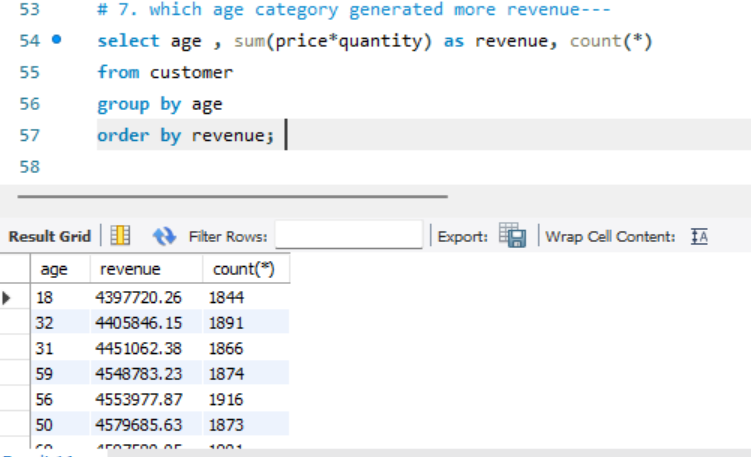 53 # 7. which age category generated more revenue---
54 select age , sum(price*quantity) as revenue, count(*)
55 from customer
56 group by age
57 order by revenue;
58
Result Grid Filter Rows: Export: Wrap Cell Content:
age revenue count(*)
18 4397720.26 1844
32 4405846.15 1891
31 4451062.38 1866
59 4548783.23 1874
56 4553977.87 1916
50 4579685.63 1873